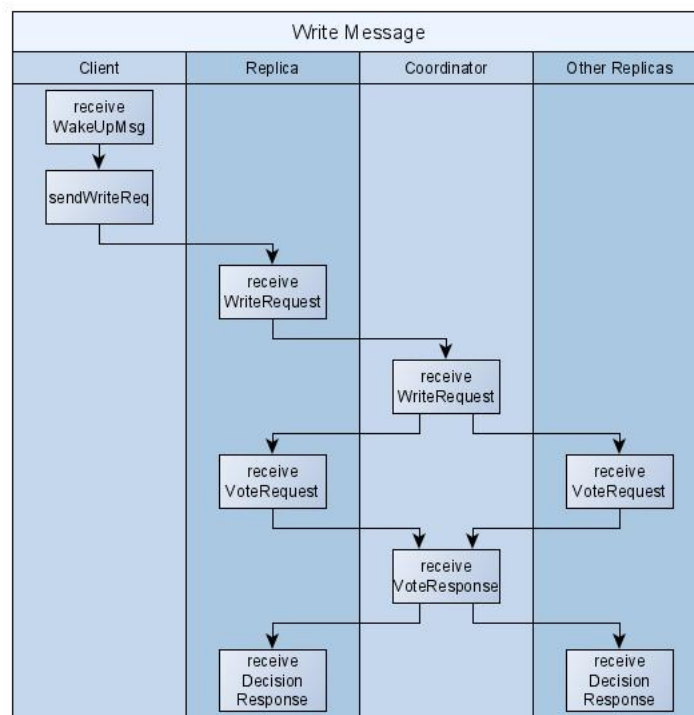 Write Message
Client
Replica
Coordinator
Other Replicas
receive
WakeUpMsg
sendWriteReq
receive
WriteRequest
receive
WriteRequest
receive
VoteRequest
receive
VoteRequest
receive
VoteResponse
receive
Decision
Response
receive
Decision
Response